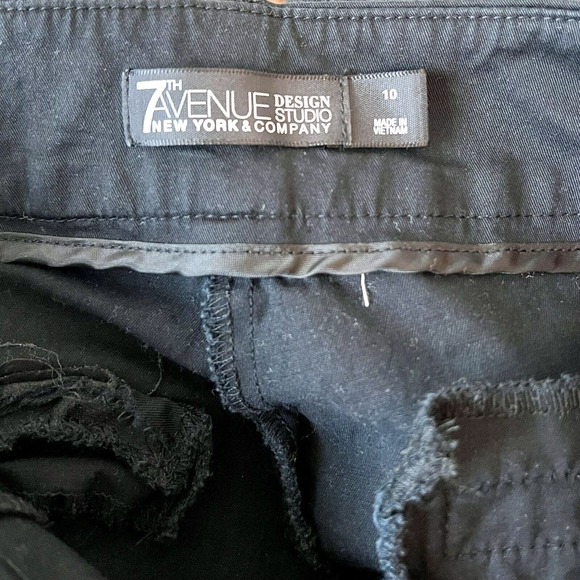 7TH AVENUE DESIGN STUDIO
NEW YORK & COMPANY
10
MADE IN
VIETNAM